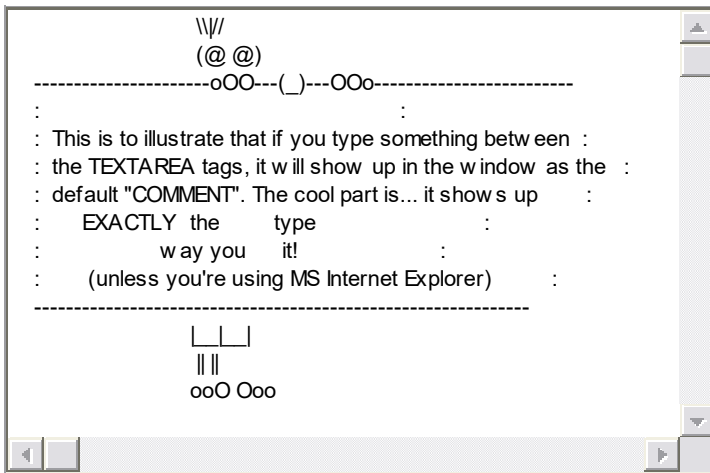 \\|//
(@ @)
----------------------oOO---(_)---OOo-------------------------
: :
: This is to illustrate that if you type something between :
: the TEXTAREA tags, it will show up in the window as the :
: default "COMMENT". The cool part is... it shows up :
: EXACTLY the type :
: way you it! :
: (unless you're using MS Internet Explorer) :
--------------------------------------------------------------
|__|__|
|| ||
ooO Ooo